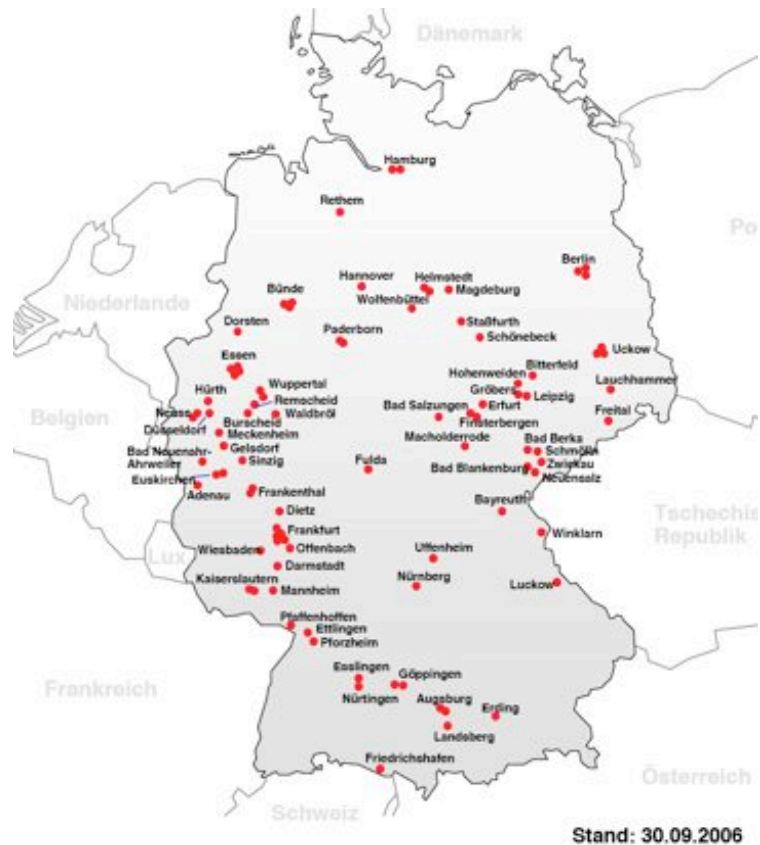 Dänemark
Hamburg
Rethem
Po
Berlin
Hannover
Helmstedt
Niederlande
Bünde
Wolfenbüttel
Magdeburg
Dorsten
Paderborn
Staßfurth
Schönebeck
Uckow
Essen
Hohenweiden
Bitterfeld
Wuppertal
Gröbers
Lauchhammer
Hürth
Remscheid
Leipzig
Neuss
Bad Salzungen
Erfurt
Belgien
Burscheid
Waldbröl
Finsterbergen
Freital
Düsseldorf
Meckenheim
Macholderrode
Bad Berka
Bad Neuenahr-
Ahrweiler
Gelsdorf
Schmölln
Sinzig
Fulda
Bad Blankenburg
Zwickau
Euskirchen
Neuensalz
Adenau
Frankenthal
Bayreuth
Dietz
Tschechis
Republik
Frankfurt
Winklarn
Lux
Wiesbaden
Offenbach
Uffenheim
Darmstadt
Kaiserslautern
Mannheim
Nürnberg
Luckow
Pfaffenhoffen
Ettlingen
Pforzheim
Frankreich
Esslingen
Göppingen
Nürtingen
Augsburg
Erding
Landsberg
Friedrichshafen
Österreich
Schweiz
Stand: 30.09.2006